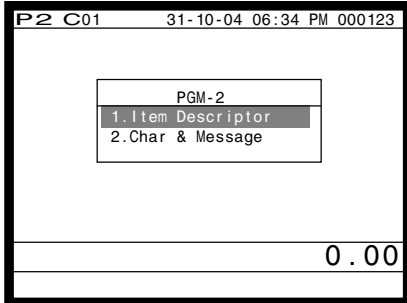 P2 C01 31-10-04 06:34 PM 000123
PGM-2
1.Item Descriptor
2.Char & Message
0.00